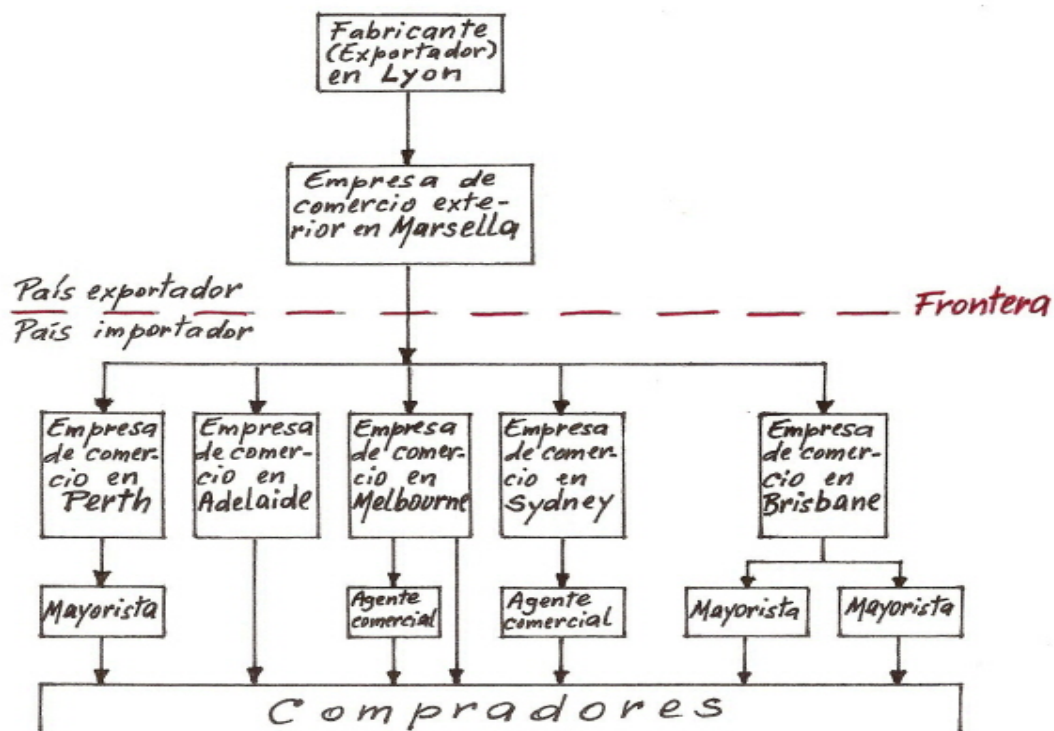 Fabricante
(Exportador)
en Lyon
Empresa de
comercio exte-
rior en Marsella
País exportador
Frontera
País importador
Empresa
de comer-
cio en
Perth
Empresa
de comer-
cio en
Adelaide
Empresa
de comer-
cio en
Melbourne
Empresa
de comer-
cio en
Sydney
Empresa
de comer-
cio en
Brisbane
Mayorista
Agente
comercial
Agente
comercial
Mayorista
Mayorista
Compradores